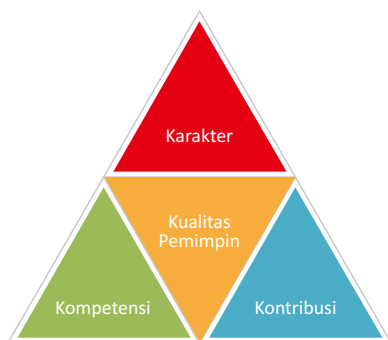 Karakter
Kualitas
Pemimpin
Kompetensi
Kontribusi